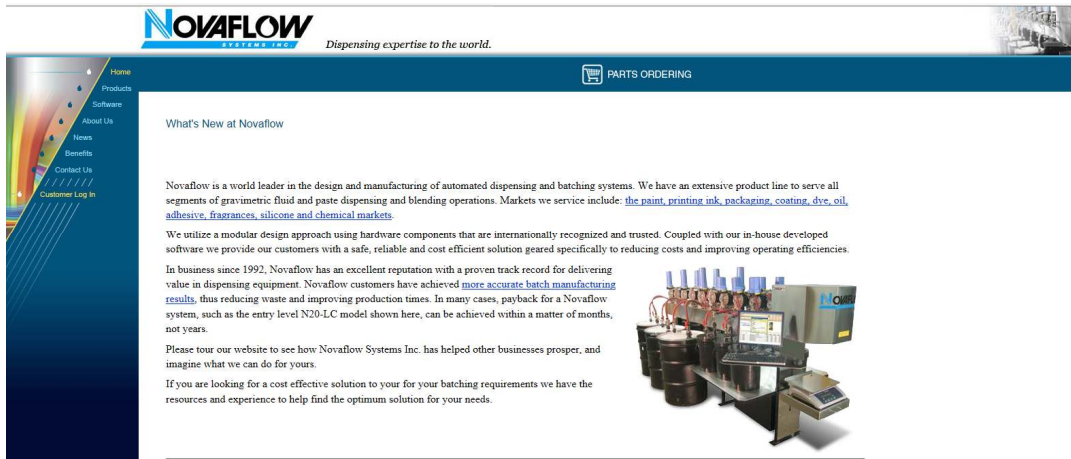 NOVAFLOW
SYSTEMS INC.
Dispensing expertise to the world.
PARTS ORDERING
Home
Products
Software
About Us
News
Benefits
Contact Us
Customer Log In
What's New at Novaflow
Novaflow is a world leader in the design and manufacturing of automated dispensing and batching systems. We have an extensive product line to serve all
segments of gravimetric fluid and paste dispensing and blending operations. Markets we service include: the paint, printing ink, packaging, coating, dye, oil,
adhesive, fragrances, silicone and chemical markets.
We utilize a modular design approach using hardware components that are internationally recognized and trusted. Coupled with our in-house developed
software we provide our customers with a safe, reliable and cost efficient solution geared specifically to reducing costs and improving operating efficiencies.
In business since 1992, Novaflow has an excellent reputation with a proven track record for delivering
value in dispensing equipment. Novaflow customers have achieved more accurate batch manufacturing
results, thus reducing waste and improving production times. In many cases, payback for a Novaflow
system, such as the entry level N20-LC model shown here, can be achieved within a matter of months,
not years.
Please tour our website to see how Novaflow Systems Inc. has helped other businesses prosper, and
imagine what we can do for yours.
If you are looking for a cost effective solution to your for your batching requirements we have the
resources and experience to help find the optimum solution for your needs.